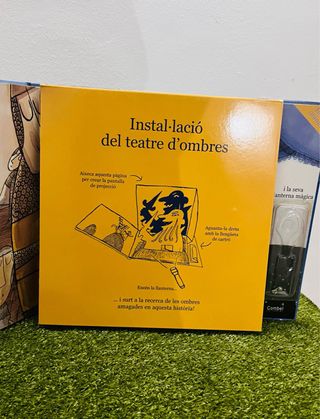 Instal·lació
del teatre d'ombres
Aixeca aquesta pàgina
per crear la pantalla
de projecció
Aguanta-la dreta
amb la llengüeta
de cartró
Encén la llanterna...
... i surt a la recerca de les ombres
amagades en aquesta història!
i la seva
llanterna màgica
Combel